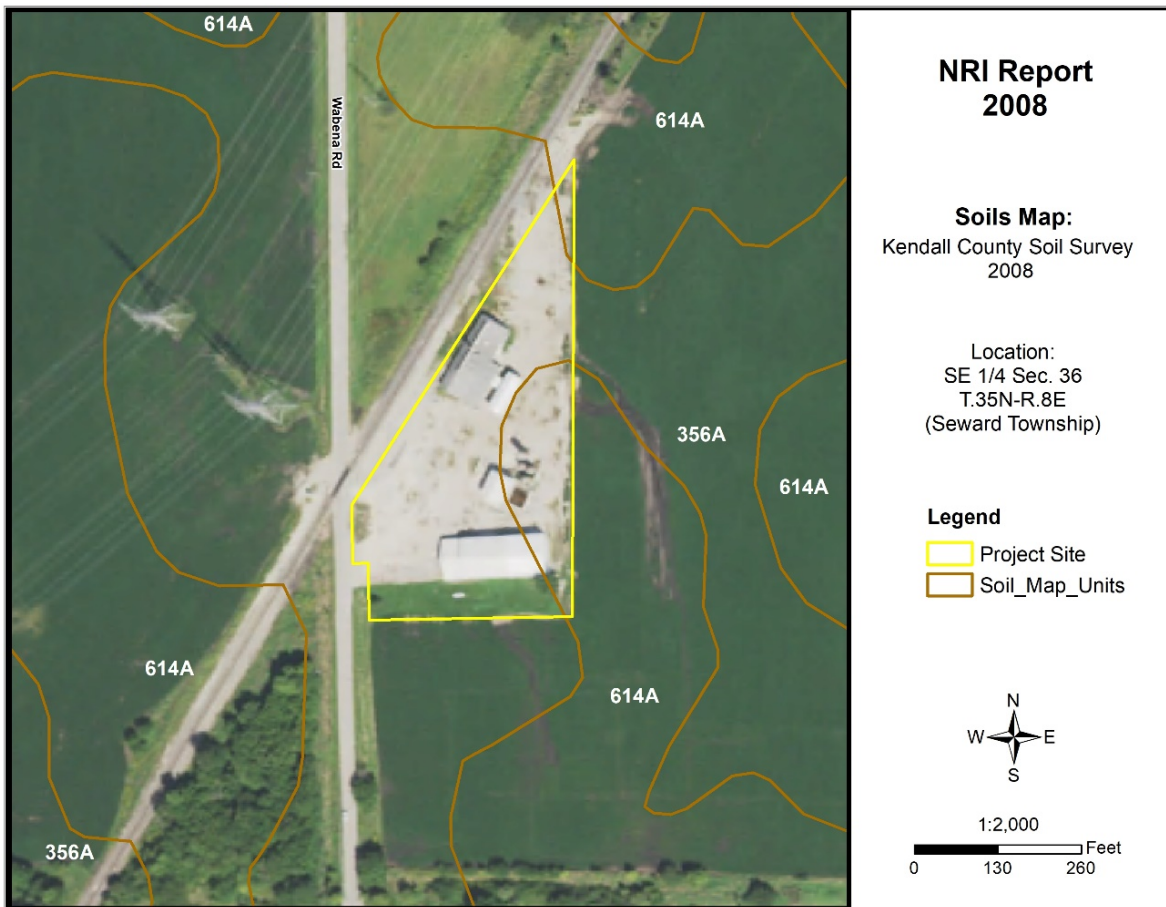 614A
Wabena Rd
614A
356A
614A
614A
614A
356A
NRI Report
2008
Soils Map:
Kendall County Soil Survey
2008
Location:
SE 1/4 Sec. 36
T.35N-R.8E
(Seward Township)
Legend
Project Site
Soil_Map_Units
N
W E
S
1:2,000
Feet
0 130 260